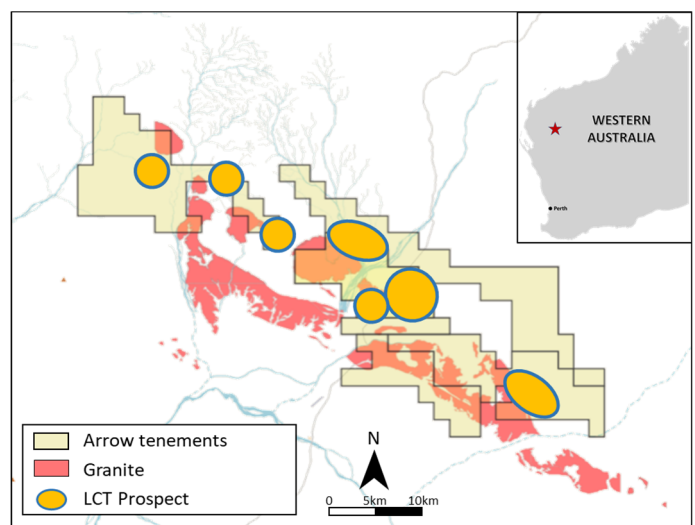 WESTERN
AUSTRALIA
Perth
Arrow tenements
Granite
LCT Prospect
N
0 5km 10km